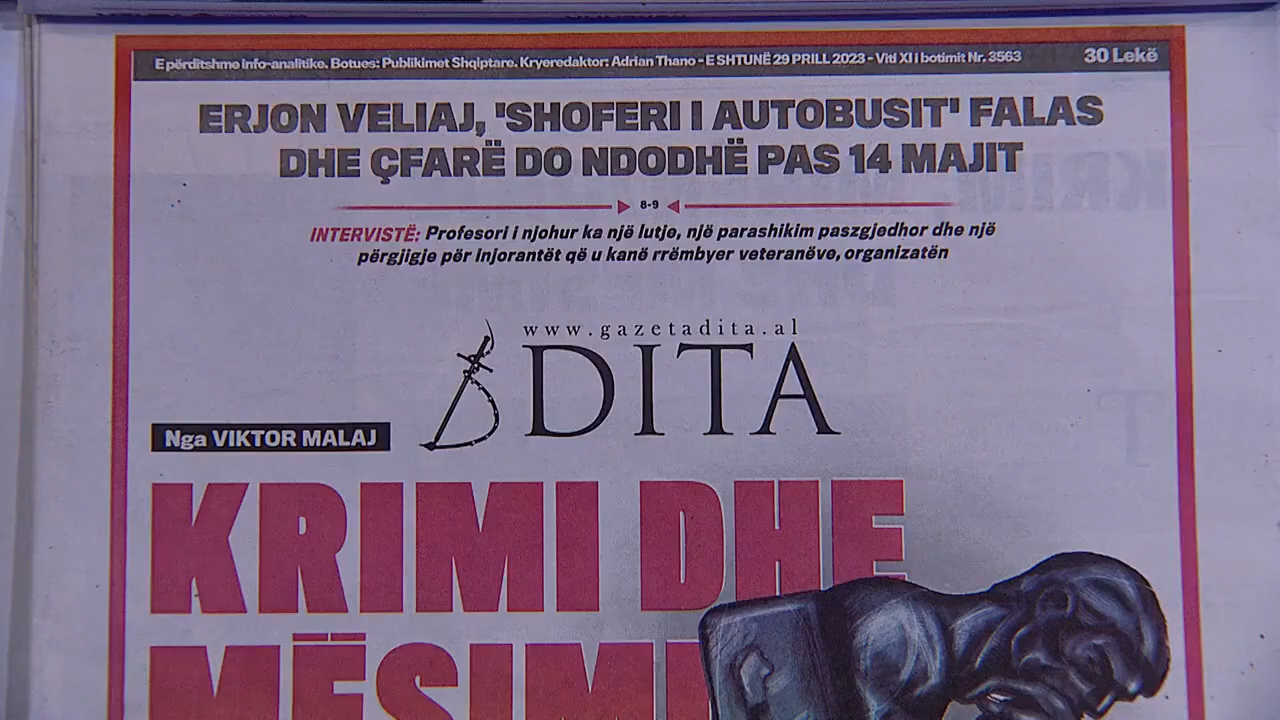 E përditshme info-analitike. Botues: Publikimet Shqiptare. Kryeredaktor: Adrian Thano - E SHTUNË 29 PRILL 2023 - Viti XI I botimit Nr. 3563
30 Lekë
ERJON VELIAJ, 'SHOFERI I AUTOBUSIT' FALAS
DHE ÇFARË DO NDODHË PAS 14 MAJIT
8-9
INTERVISTË: Profesori i njohur ka një lutje, një parashikim paszgjedhor dhe një
përgjigje për Injorantët që u kanë rrëmbyer veteranëve, organizatën
www.gazetadita.al
DITA
Nga VIKTOR MALAJ
KRIMI DHE
MËSIMI